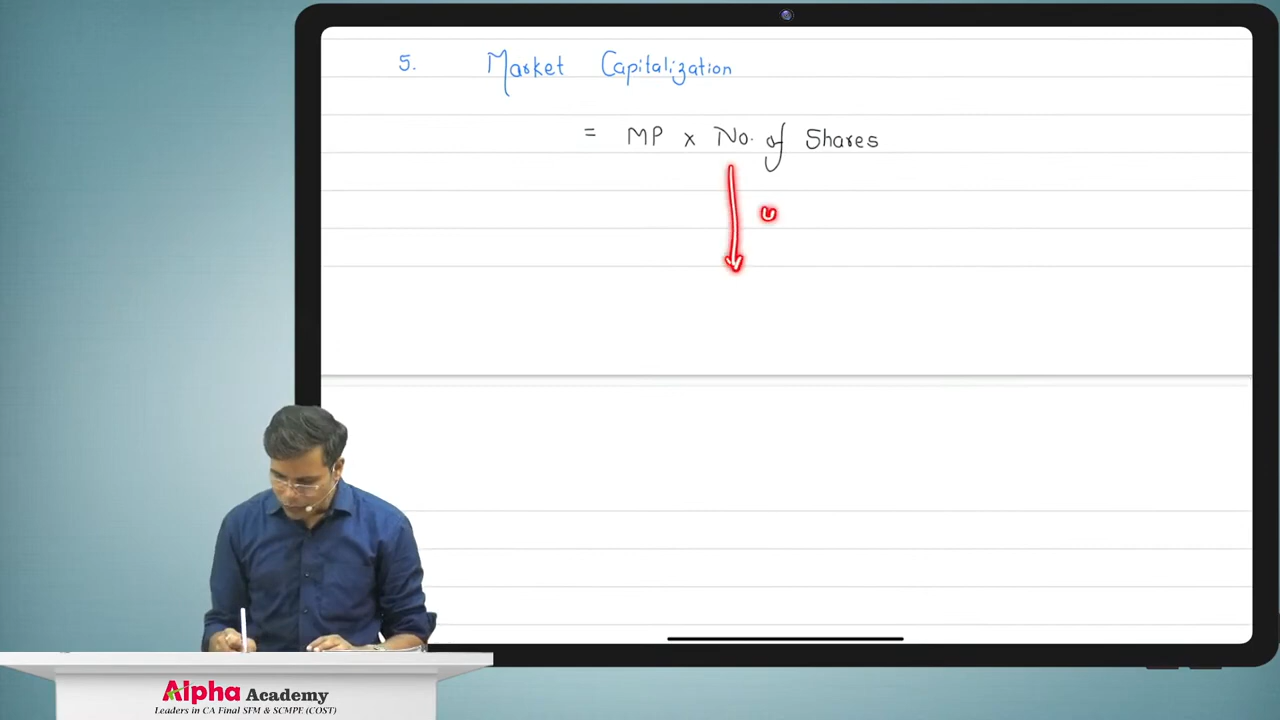 5. Market Capitalization
= MP x No. of Shares
Alpha Academy
Leaders in CA Final SFM & SCMPE (COST)